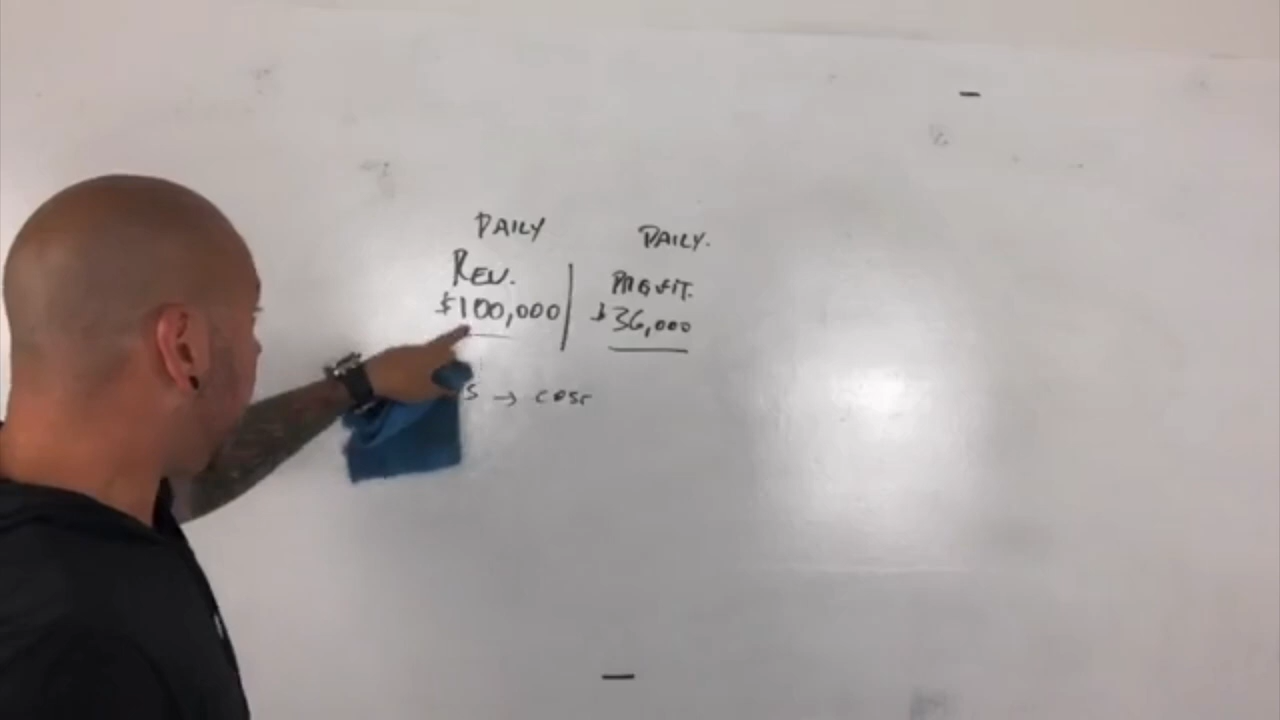 DAILY
REV.
$100,000
DAILY.
PROFIT.
$36,000
S → COST